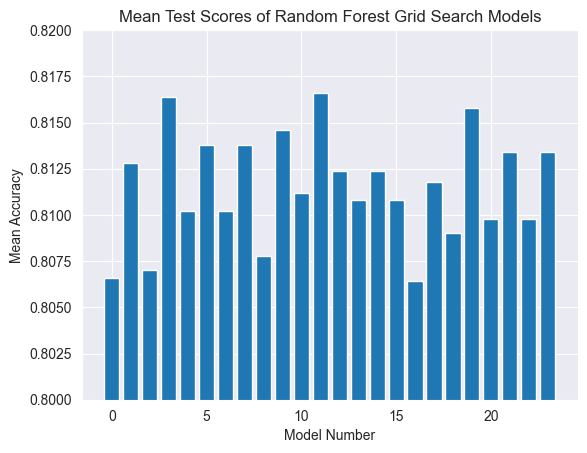 Mean Test Scores of Random Forest Grid Search Models
0.8200
0.8175
0.8150
0.8125
0.8100
0.8075
0.8050
0.8025
0.8000
Mean Accuracy
0 5 10 15 20
Model Number